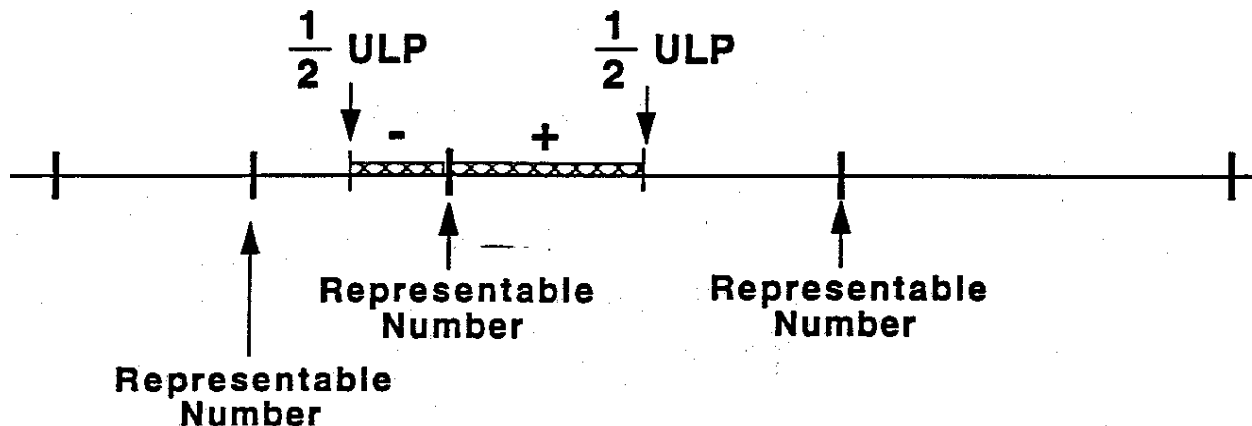 1/2 ULP
1/2 ULP
- +
Representable
Number
Representable
Number
Representable
Number